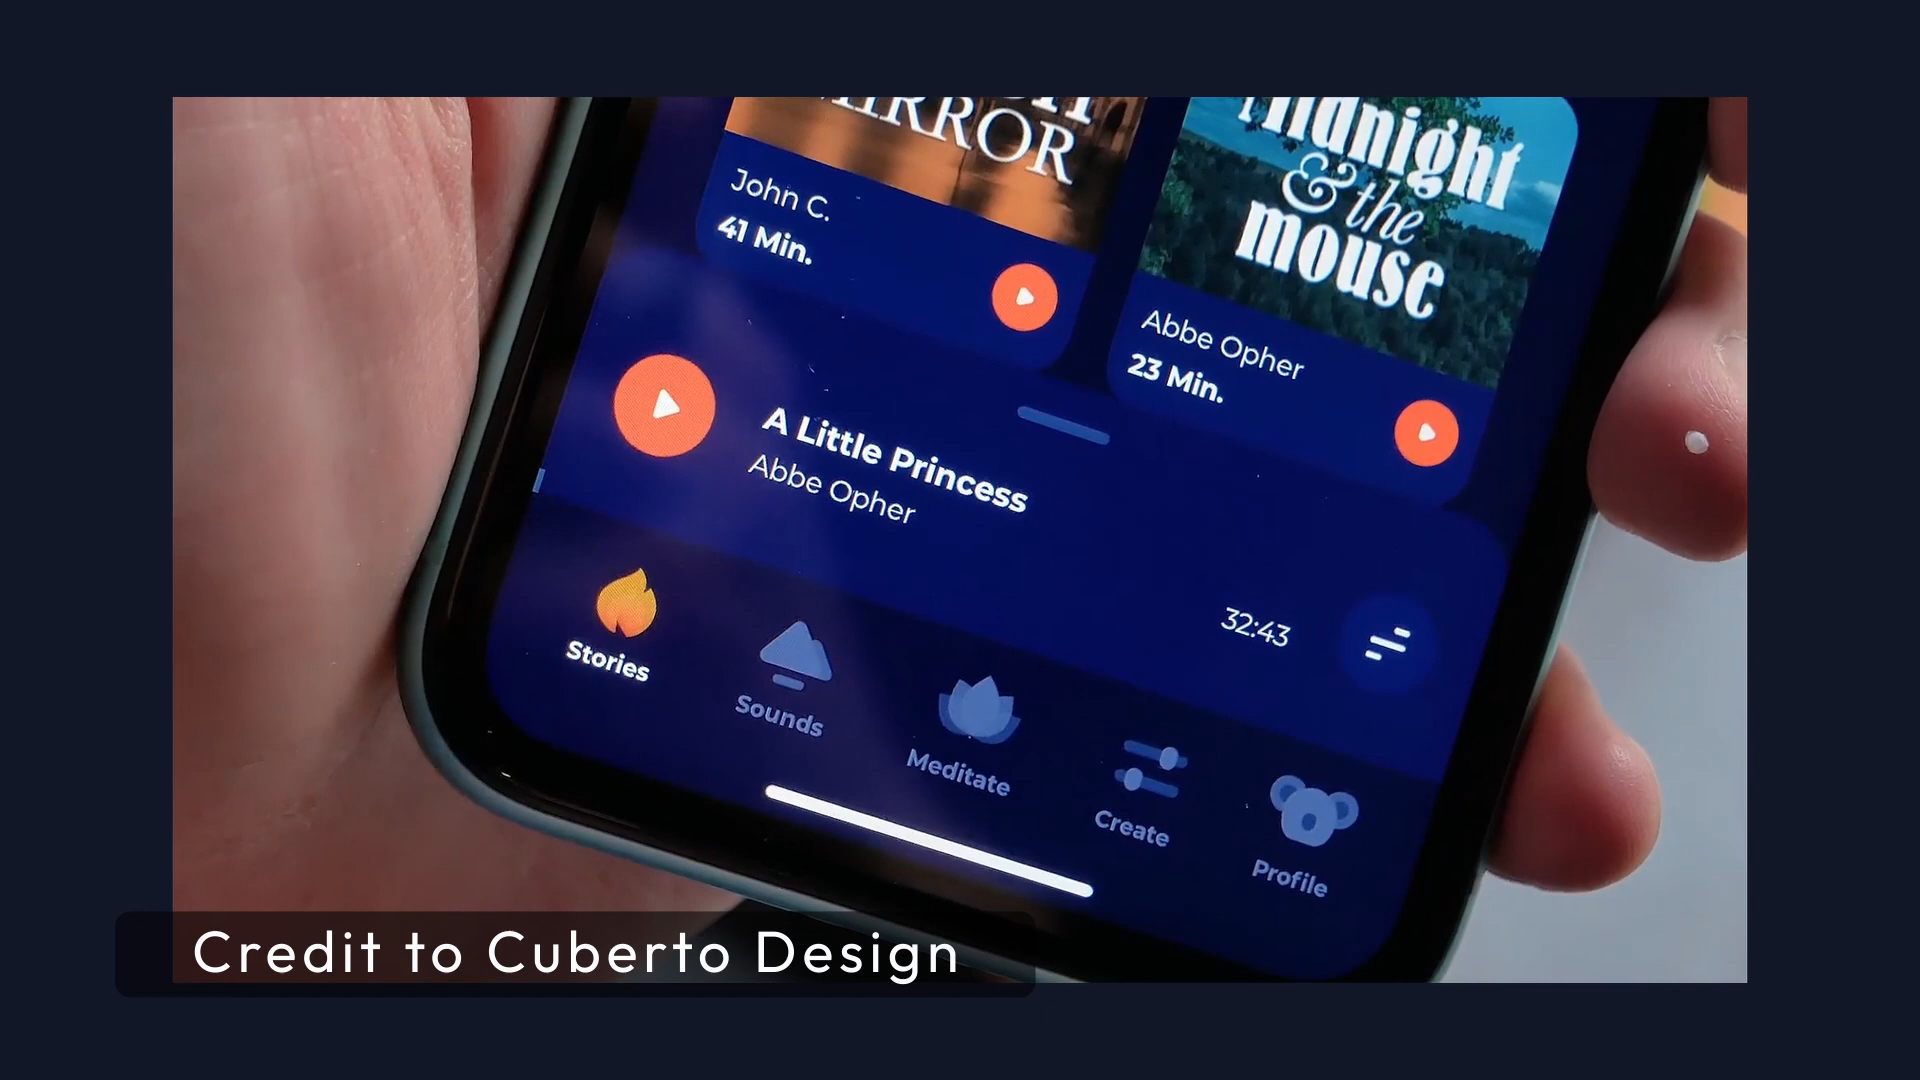 MIRROR
John C.
41 Min.
Midnight
& the
mouse
Abbe Opher
23 Min.
A Little Princess
Abbe Opher
32:43
Stories
Sounds
Meditate
Create
Profile
Credit to Cuberto Design